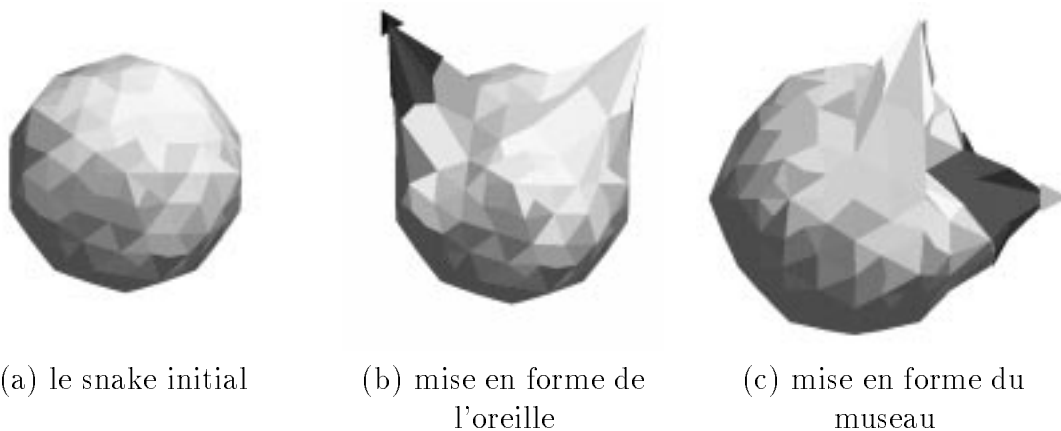 (a) le snake initial
(b) mise en forme de
l'oreille
(c) mise en forme du
museau